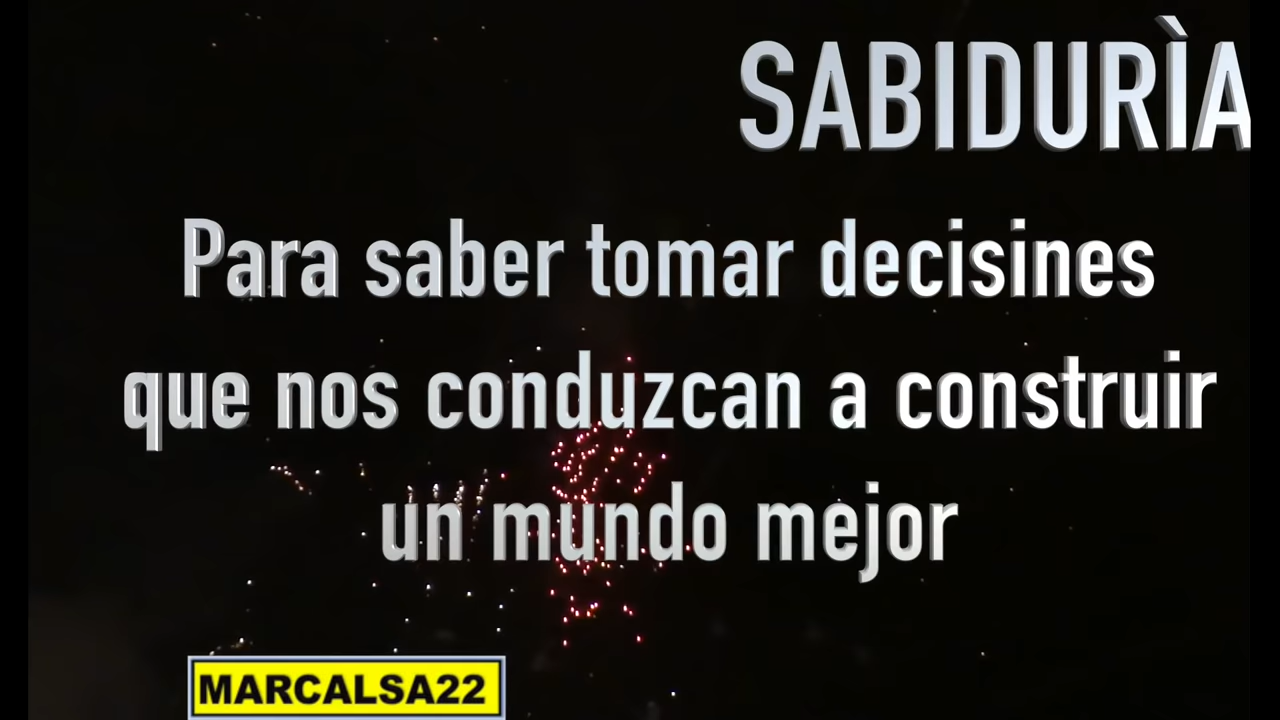 SABIDURÌA
Para saber tomar decisines
que nos conduzcan a construir
un mundo mejor
MARCALSA22